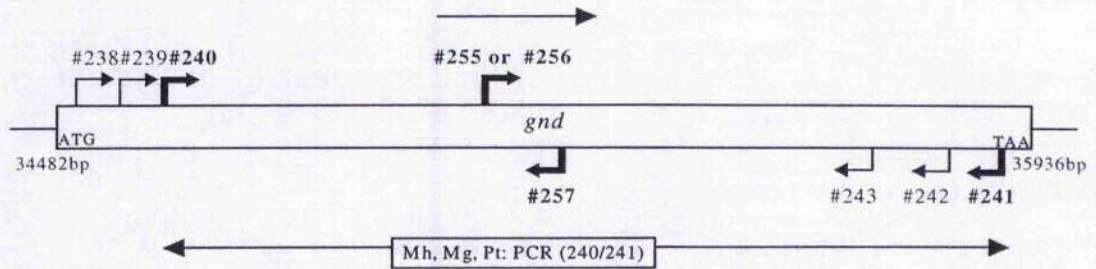 #238 #239 #240 #255 or #256
gnd
ATG TAA
34482bp 35936bp
#257 #243 #242 #241
Mh, Mg, Pt: PCR (240/241)